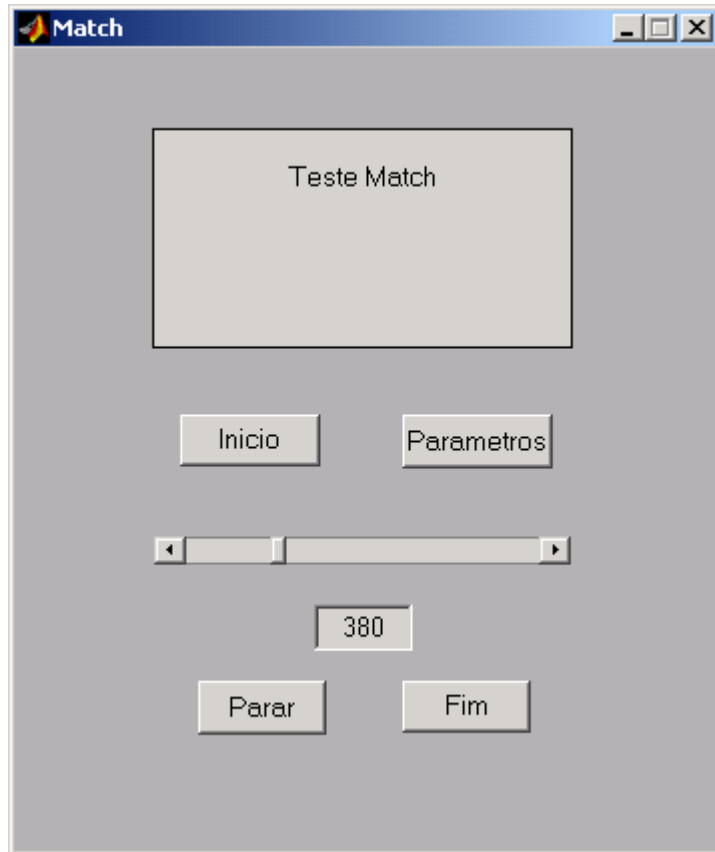 Match
Teste Match
Inicio
Parametros
380
Parar
Fim